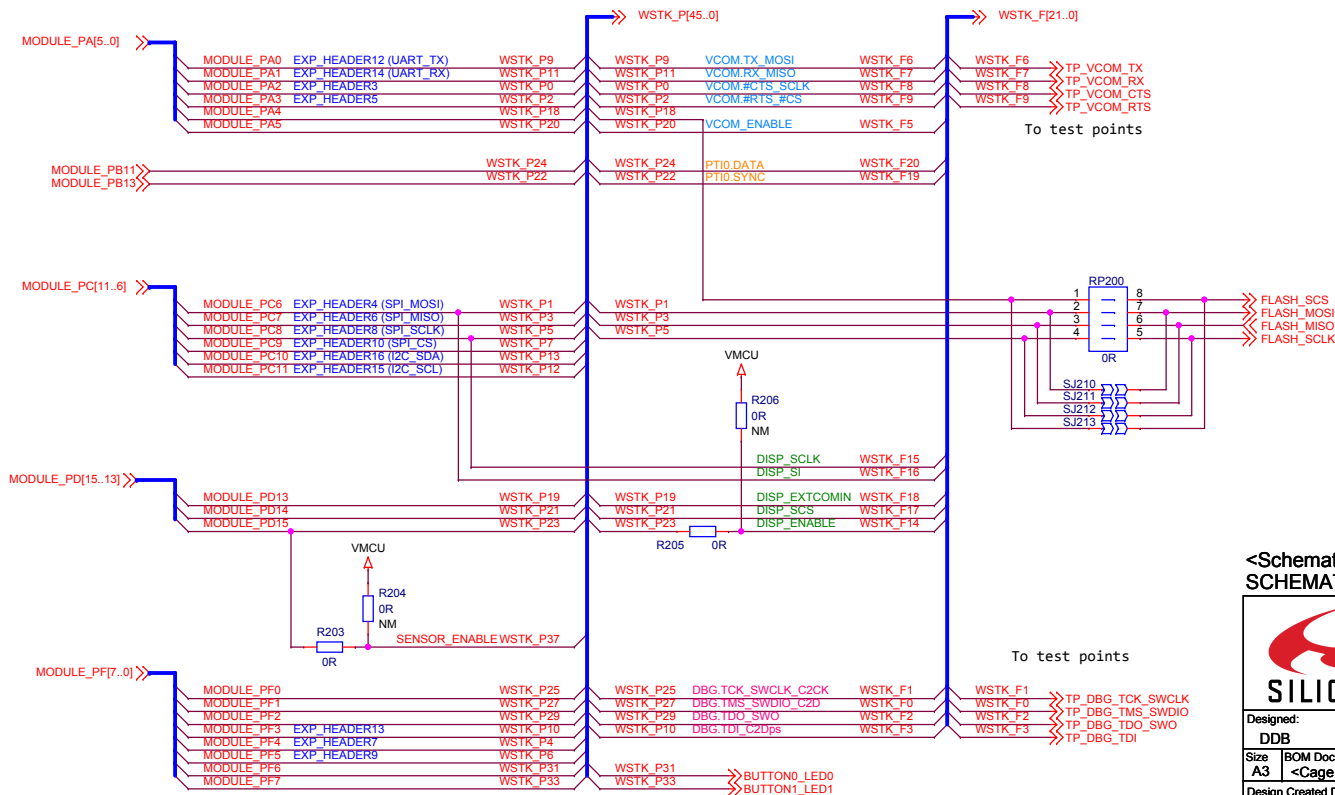 WSTK_P[45..0]
WSTK_F[21..0]
MODULE_PA[5..0]
MODULE_PA0 EXP_HEADER12 (UART_TX) WSTK_P9 WSTK_P9 VCOM.TX_MOSI WSTK_F6 WSTK_F6 TP_VCOM_TX
MODULE_PA1 EXP_HEADER14 (UART_RX) WSTK_P11 WSTK_P11 VCOM.RX_MISO WSTK_F7 WSTK_F7 TP_VCOM_RX
MODULE_PA2 EXP_HEADER3 WSTK_P0 WSTK_P0 VCOM.#CTS_SCLK WSTK_F8 WSTK_F8 TP_VCOM_CTS
MODULE_PA3 EXP_HEADER5 WSTK_P2 WSTK_P2 VCOM.#RTS_#CS WSTK_F9 WSTK_F9 TP_VCOM_RTS
MODULE_PA4 WSTK_P18 WSTK_P18
MODULE_PA5 WSTK_P20 WSTK_P20 VCOM_ENABLE WSTK_F5
To test points
MODULE_PB11 WSTK_P24 WSTK_P24 PTI0.DATA WSTK_F20
MODULE_PB13 WSTK_P22 WSTK_P22 PTI0.SYNC WSTK_F19
MODULE_PC[11..6]
RP200
MODULE_PC6 EXP_HEADER4 (SPI_MOSI) WSTK_P1 WSTK_P1
MODULE_PC7 EXP_HEADER6 (SPI_MISO) WSTK_P3 WSTK_P3
MODULE_PC8 EXP_HEADER8 (SPI_SCLK) WSTK_P5 WSTK_P5
MODULE_PC9 EXP_HEADER10 (SPI_CS) WSTK_P7
MODULE_PC10 EXP_HEADER16 (I2C_SDA) WSTK_P13
MODULE_PC11 EXP_HEADER15 (I2C_SCL) WSTK_P12
1 8 FLASH_SCS
2 7 FLASH_MOSI
3 6 FLASH_MISO
4 5 FLASH_SCLK
0R
SJ210
SJ211
SJ212
SJ213
VMCU
R206
0R
NM
DISP_SCLK WSTK_F15
DISP_SI WSTK_F16
MODULE_PD[15..13]
MODULE_PD13 WSTK_P19 WSTK_P19 DISP_EXTCOMIN WSTK_F18
MODULE_PD14 WSTK_P21 WSTK_P21 DISP_SCS WSTK_F17
MODULE_PD15 WSTK_P23 WSTK_P23 DISP_ENABLE WSTK_F14
R205 0R
VMCU
R204
0R
NM
R203
0R
SENSOR_ENABLE WSTK_P37
To test points
MODULE_PF[7..0]
MODULE_PF0 WSTK_P25 WSTK_P25 DBG.TCK_SWCLK_C2CK WSTK_F1 WSTK_F1 TP_DBG_TCK_SWCLK
MODULE_PF1 WSTK_P27 WSTK_P27 DBG.TMS_SWDIO_C2D WSTK_F0 WSTK_F0 TP_DBG_TMS_SWDIO
MODULE_PF2 WSTK_P29 WSTK_P29 DBG.TDO_SWO WSTK_F2 WSTK_F2 TP_DBG_TDO_SWO
MODULE_PF3 EXP_HEADER13 WSTK_P10 WSTK_P10 DBG.TDI_C2Dps WSTK_F3 WSTK_F3 TP_DBG_TDI
MODULE_PF4 EXP_HEADER7 WSTK_P4
MODULE_PF5 EXP_HEADER9 WSTK_P6
MODULE_PF6 WSTK_P31 WSTK_P31 BUTTON0_LED0
MODULE_PF7 WSTK_P33 WSTK_P33 BUTTON1_LED1
<Schemat
SCHEMAT
SILIC
Designed:
DDB
Size BOM Doc
A3 <Cage
Design Created D